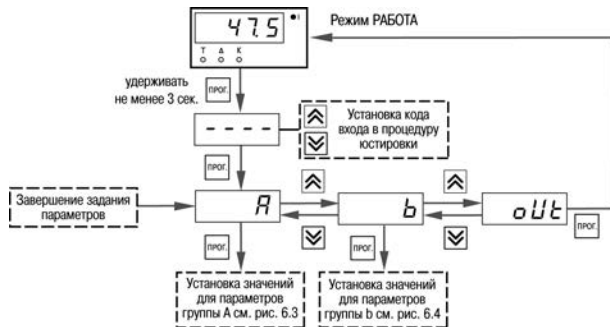 47.5
Режим РАБОТА
Т Δ К
удерживать
не менее 3 сек.
ПРОГ.
- - - -
Установка кода
входа в процедуру
юстировки
ПРОГ.
Завершение задания
параметров
A
b
oUt
ПРОГ.
ПРОГ.
ПРОГ.
Установка значений
для параметров
группы А см. рис. 6.3
Установка значений
для параметров
группы b см. рис. 6.4